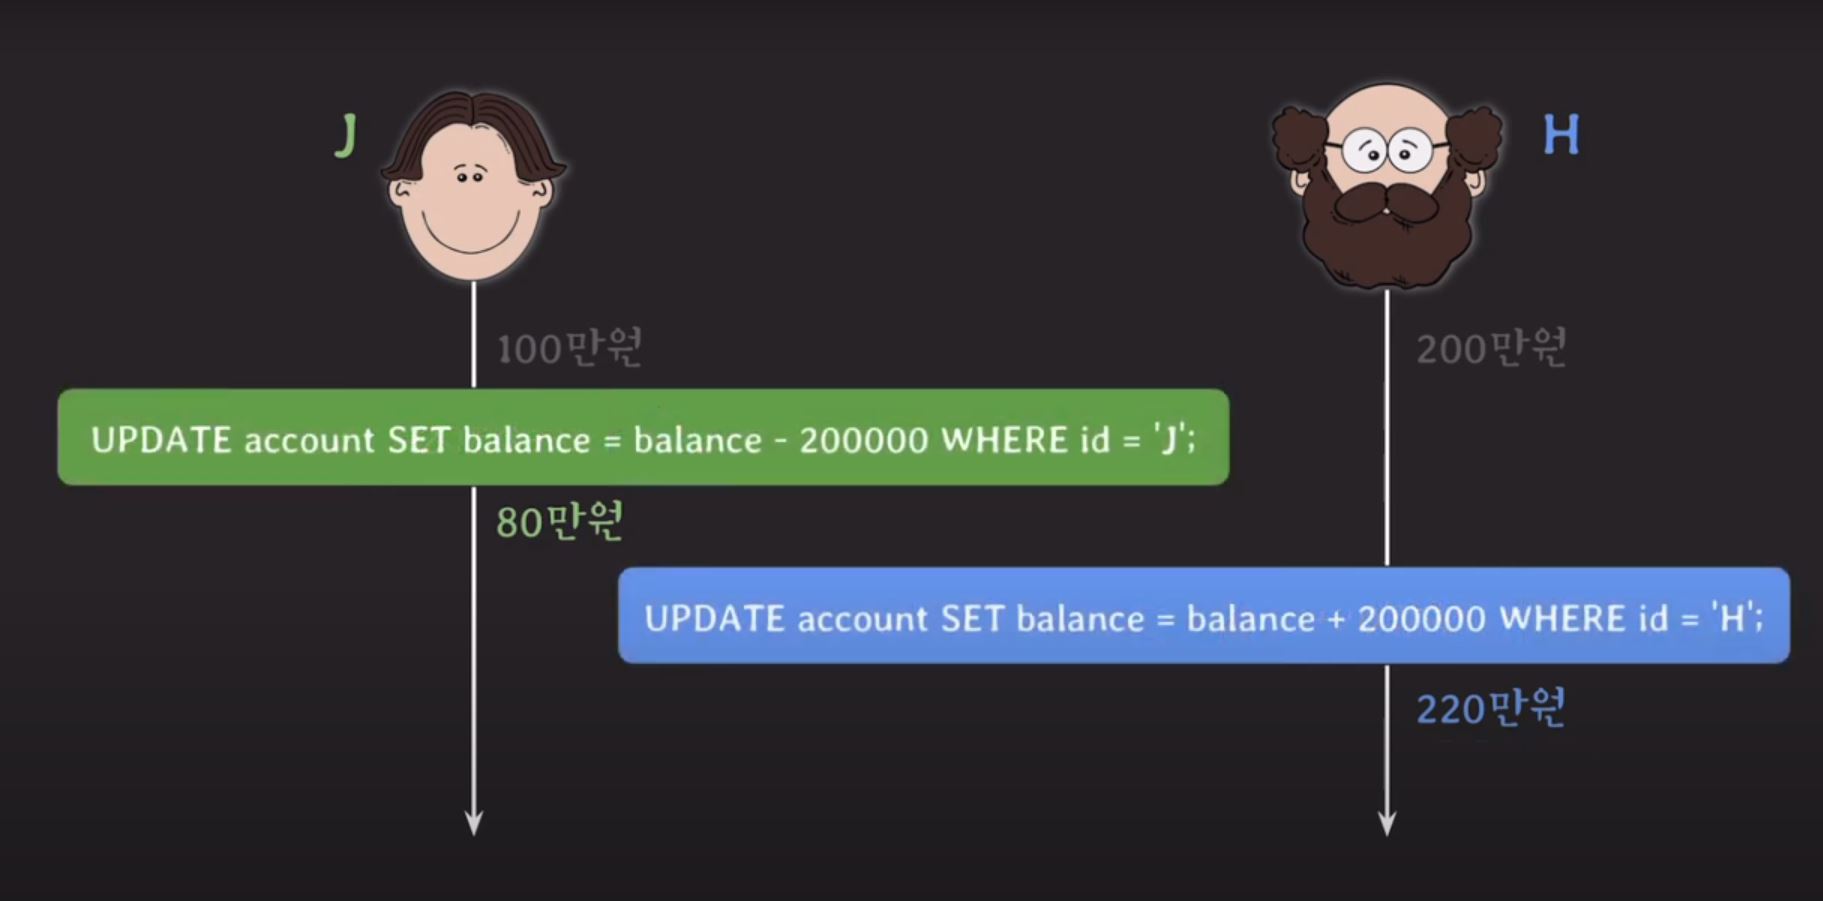 J
H
100만원
200만원
UPDATE account SET balance = balance - 200000 WHERE id = 'J';
80만원
UPDATE account SET balance = balance + 200000 WHERE id = 'H';
220만원